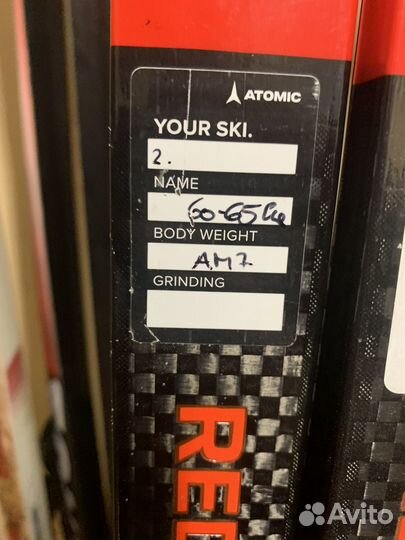 ATOMIC
YOUR SKI.
2.
NAME
60-65kg
BODY WEIGHT
AM7
GRINDING
RED
Avito